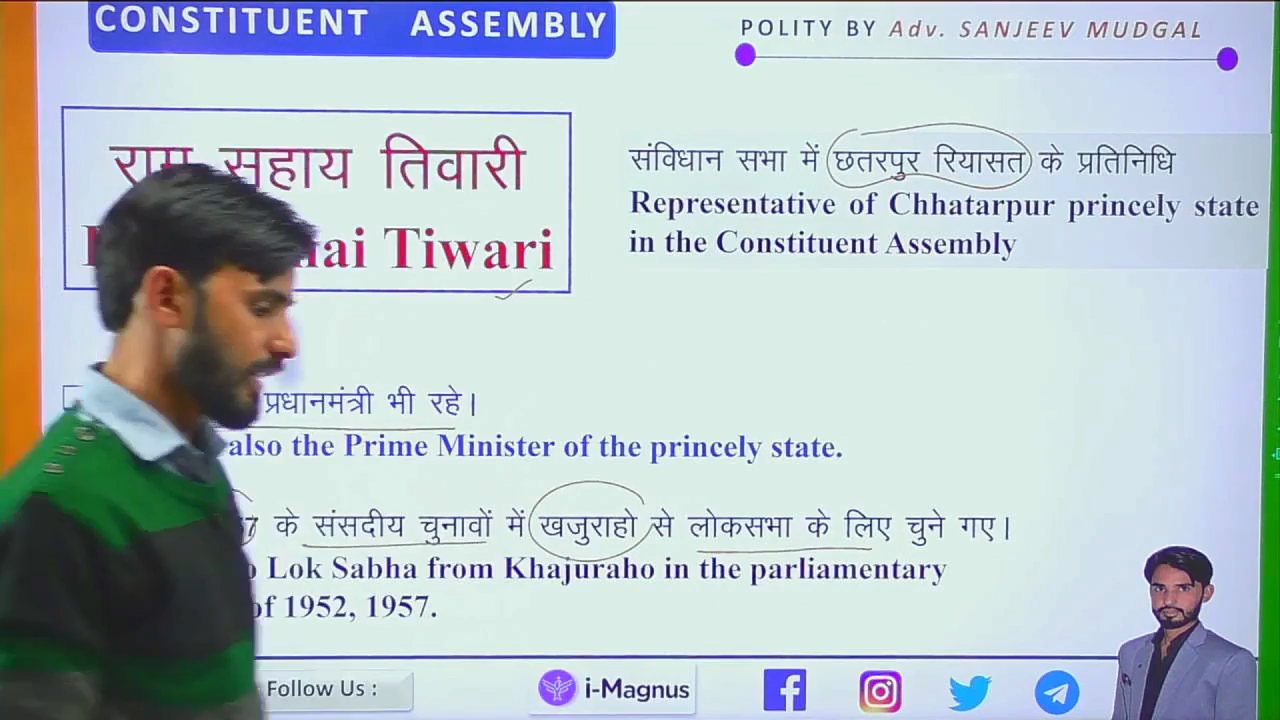 CONSTITUENT ASSEMBLY
POLITY BY Adv. SANJEEV MUDGAL
राम सहाय तिवारी
Tiwari
संविधान सभा में छतरपुर रियासत के प्रतिनिधि
Representative of Chhatarpur princely state
in the Constituent Assembly
प्रधानमंत्री भी रहे।
also the Prime Minister of the princely state.
के संसदीय चुनावों में खजुराहो से लोकसभा के लिए चुने गए।
Lok Sabha from Khajuraho in the parliamentary
of 1952, 1957.
Follow Us :
i-Magnus